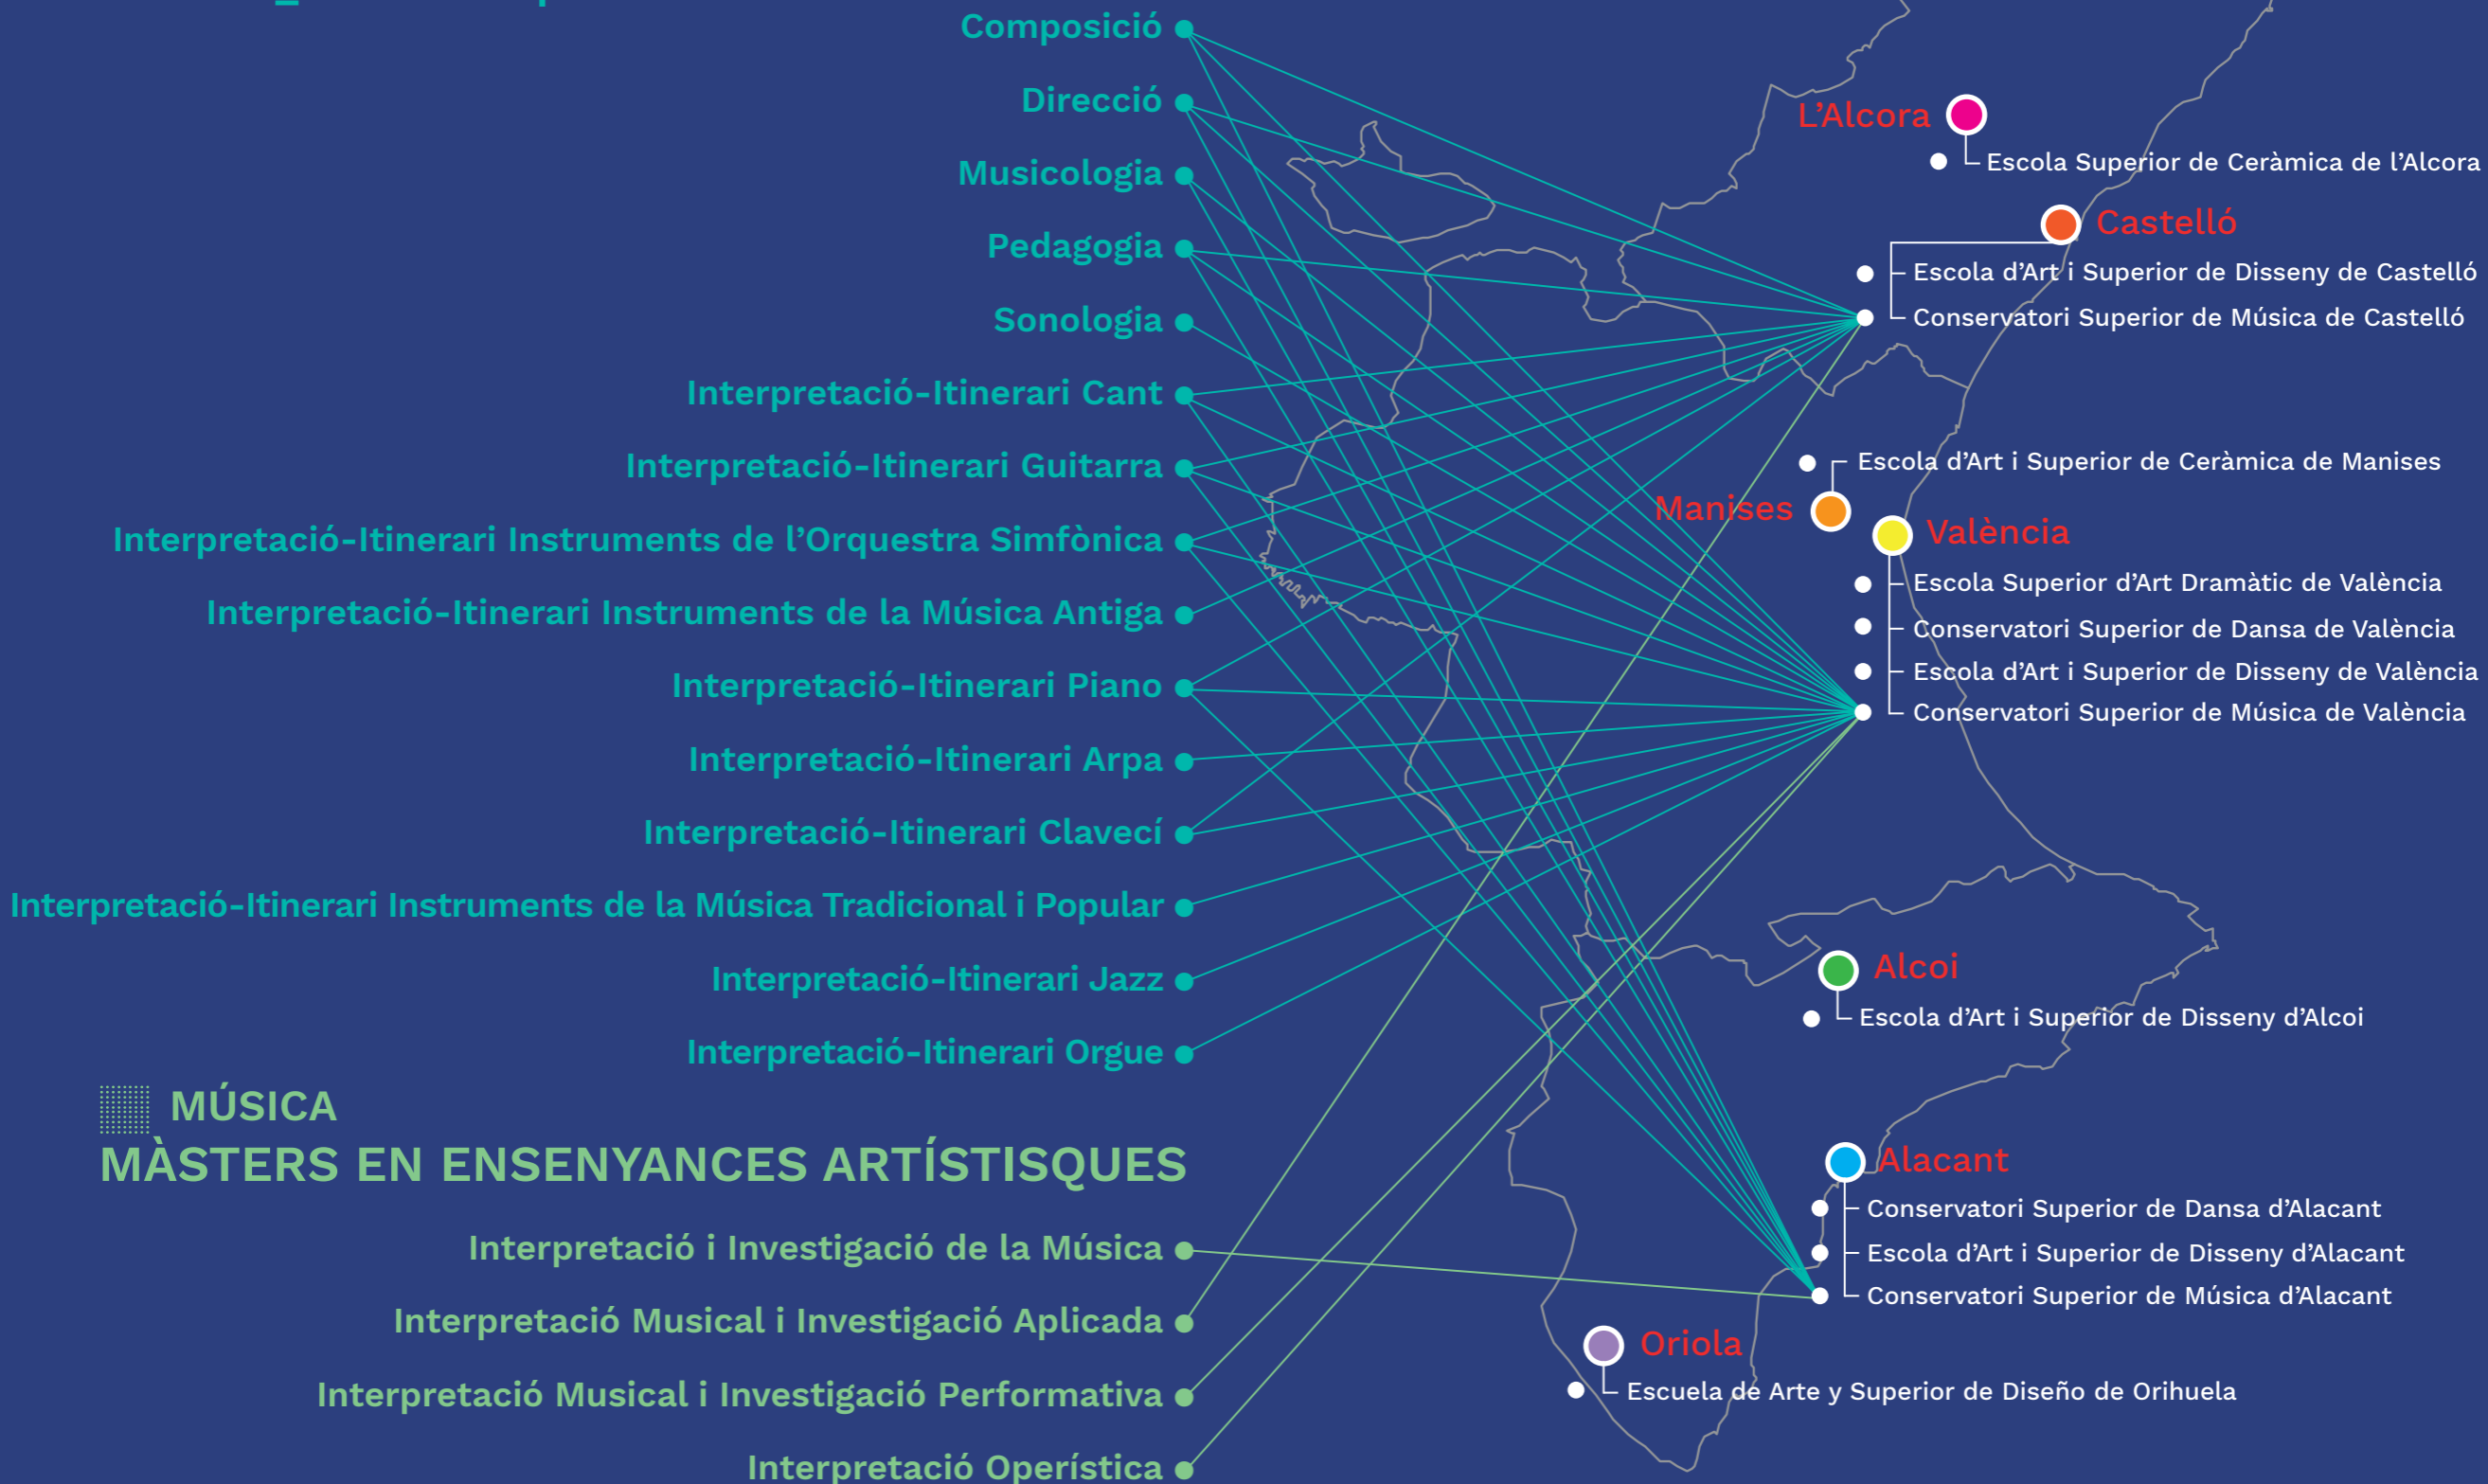 Composició
Direcció
Musicologia
Pedagogia
Sonologia
Interpretació-Itinerari Cant
Interpretació-Itinerari Guitarra
Interpretació-Itinerari Instruments de l’Orquestra Simfònica
Interpretació-Itinerari Instruments de la Música Antiga
Interpretació-Itinerari Piano
Interpretació-Itinerari Arpa
Interpretació-Itinerari Clavecí
Interpretació-Itinerari Instruments de la Música Tradicional i Popular
Interpretació-Itinerari Jazz
Interpretació-Itinerari Orgue
MÚSICA
MÀSTERS EN ENSENYANCES ARTÍSTISQUES
Interpretació i Investigació de la Música
Interpretació Musical i Investigació Aplicada
Interpretació Musical i Investigació Performativa
Interpretació Operística
L’Alcora
Escola Superior de Ceràmica de l’Alcora
Castelló
Escola d’Art i Superior de Disseny de Castelló
Conservatori Superior de Música de Castelló
Escola d’Art i Superior de Ceràmica de Manises
Manises
València
Escola Superior d’Art Dramàtic de València
Conservatori Superior de Dansa de València
Escola d’Art i Superior de Disseny de València
Conservatori Superior de Música de València
Alcoi
Escola d’Art i Superior de Disseny d’Alcoi
Alacant
Conservatori Superior de Dansa d’Alacant
Escola d’Art i Superior de Disseny d’Alacant
Conservatori Superior de Música d’Alacant
Oriola
Escuela de Arte y Superior de Diseño de Orihuela